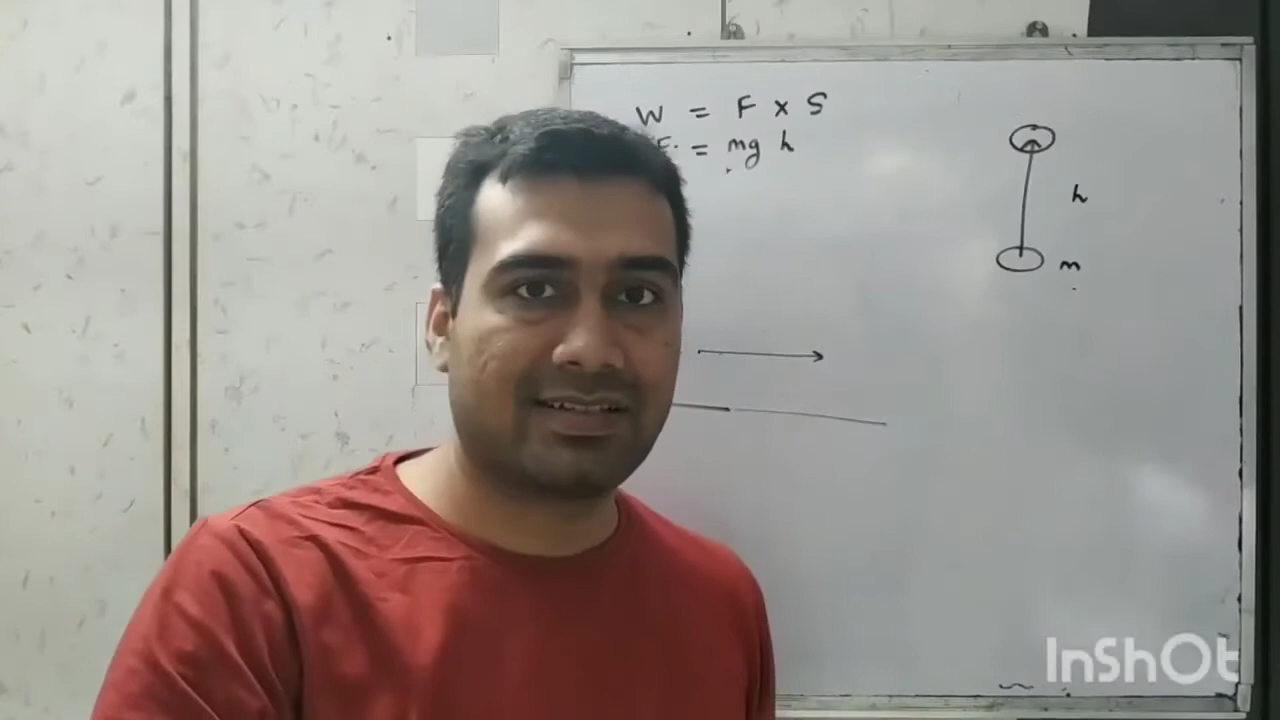 W = F × S
E. = mg h
h
m
InShOt